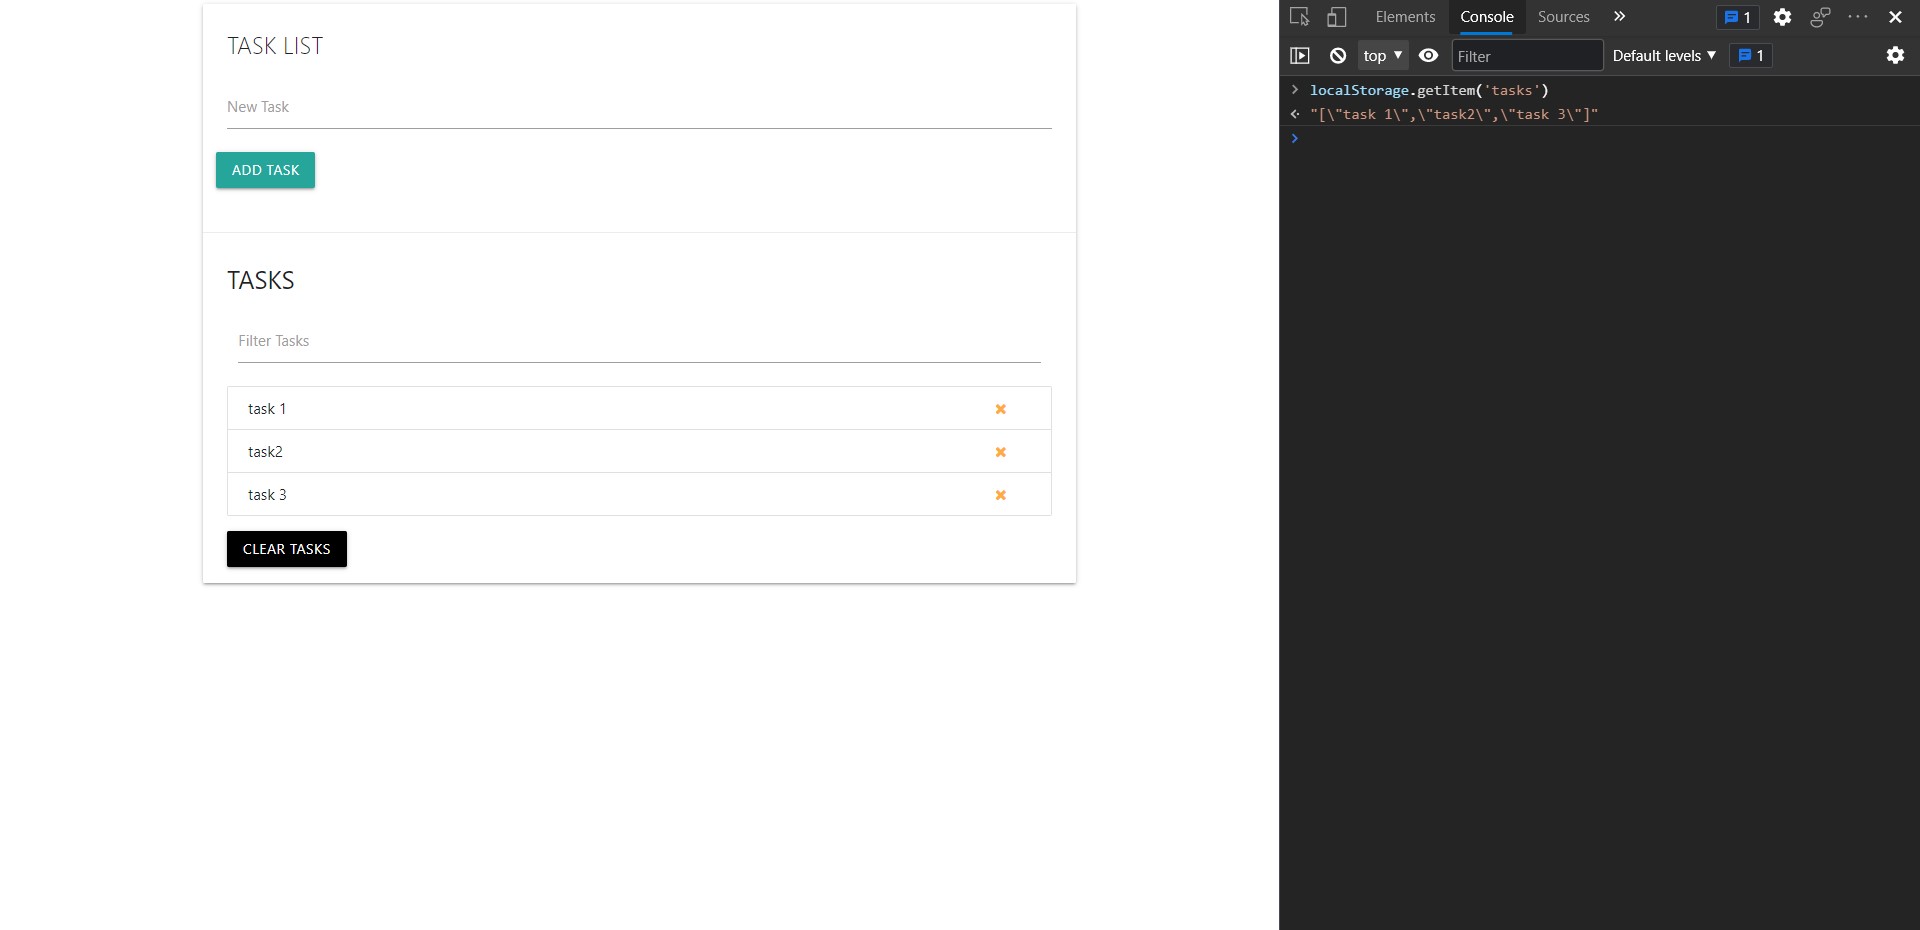 TASK LIST
New Task
ADD TASK
TASKS
Filter Tasks
task 1
task2
task 3
CLEAR TASKS
Elements Console Sources 1
top Filter Default levels 1
localStorage.getItem('tasks')
"[\"task 1\",\"task2\",\"task 3\"]"